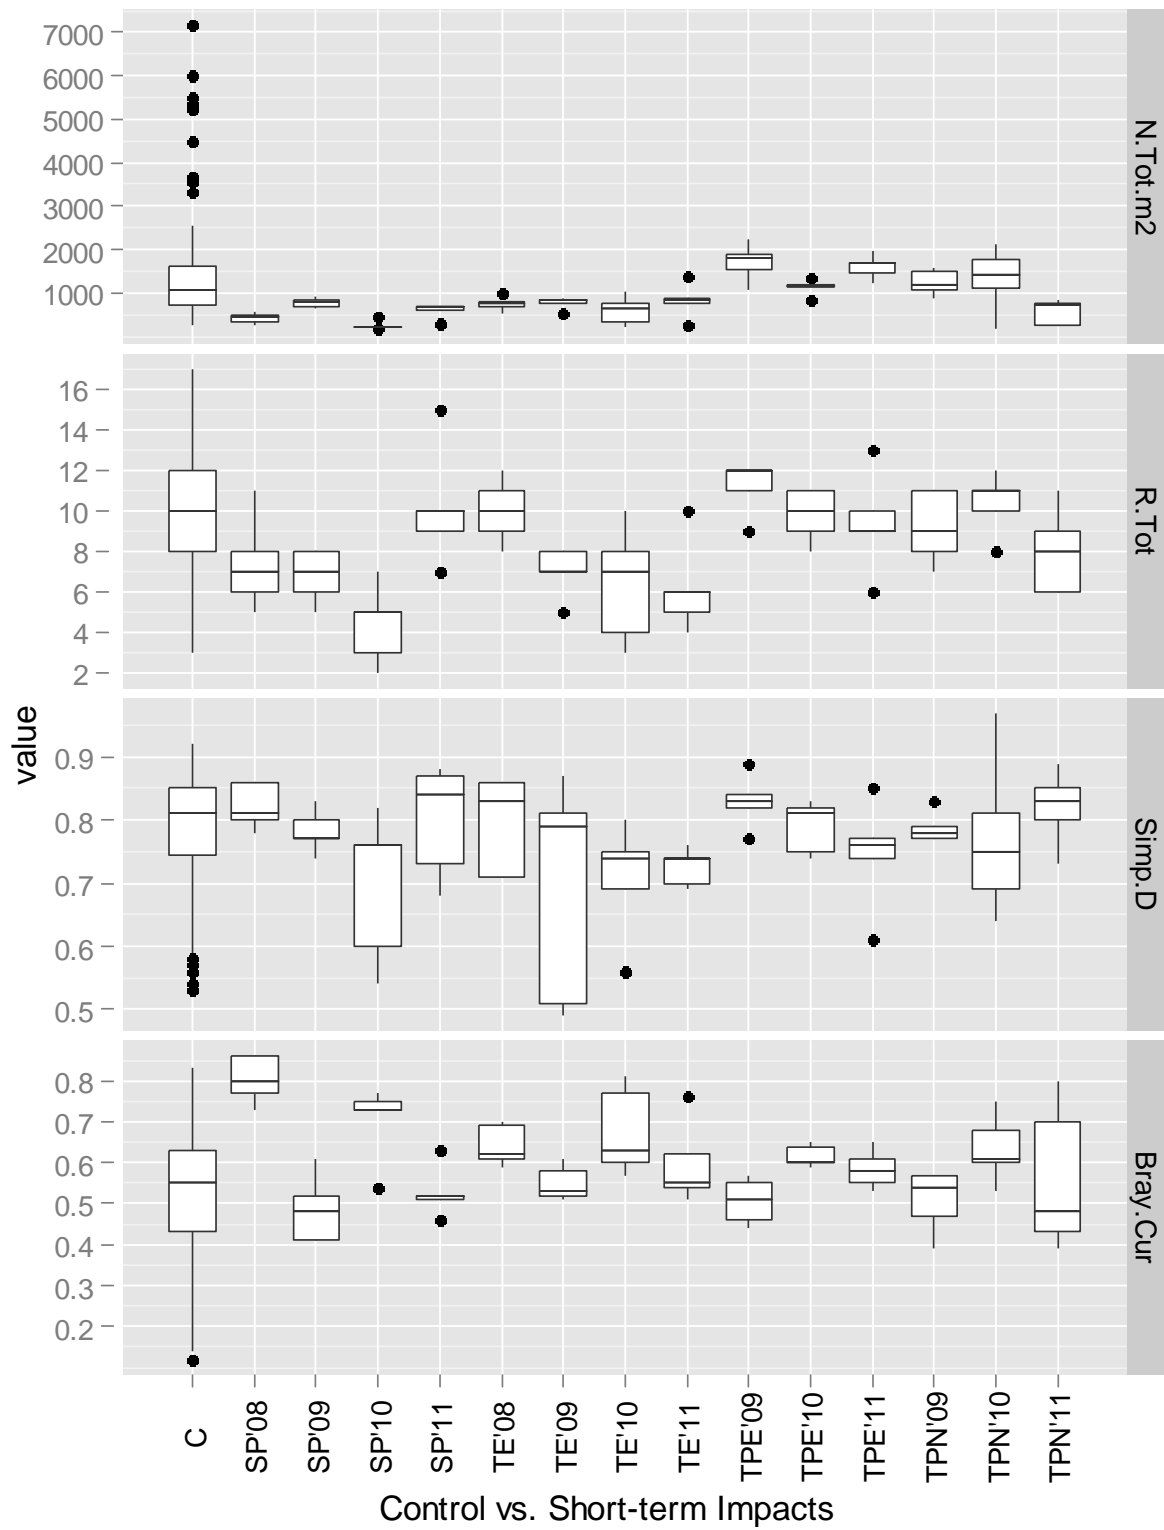 7000
6000
5000
4000
3000
2000
1000
N.Tot.m2
16
14
12
10
8
6
4
2
R.Tot
value
0.9
0.8
0.7
0.6
0.5
Simp.D
0.8
0.7
0.6
0.5
0.4
0.3
0.2
Bray.Cur
C
SP'08
SP'09
SP'10
SP'11
TE'08
TE'09
TE'10
TE'11
TPE'09
TPE'10
TPE'11
TPN'09
TPN'10
TPN'11
Control vs. Short-term Impacts